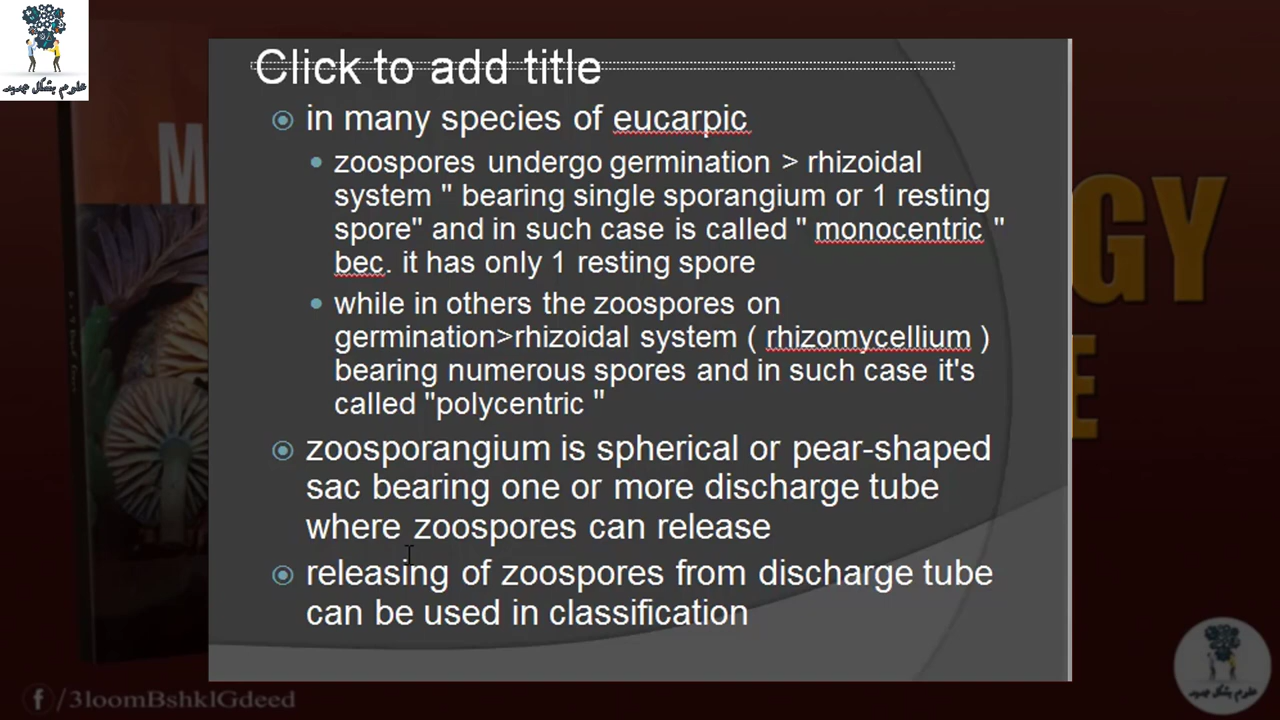 علوم بشكل جديد
Click to add title
in many species of eucarpic
zoospores undergo germination > rhizoidal
system " bearing single sporangium or 1 resting
spore" and in such case is called " monocentric "
bec. it has only 1 resting spore
while in others the zoospores on
germination>rhizoidal system ( rhizomycellium )
bearing numerous spores and in such case it's
called "polycentric "
zoosporangium is spherical or pear-shaped
sac bearing one or more discharge tube
where zoospores can release
releasing of zoospores from discharge tube
can be used in classification
M
GY
E
f/3loomBshklGdeed
علوم بشكل جديد